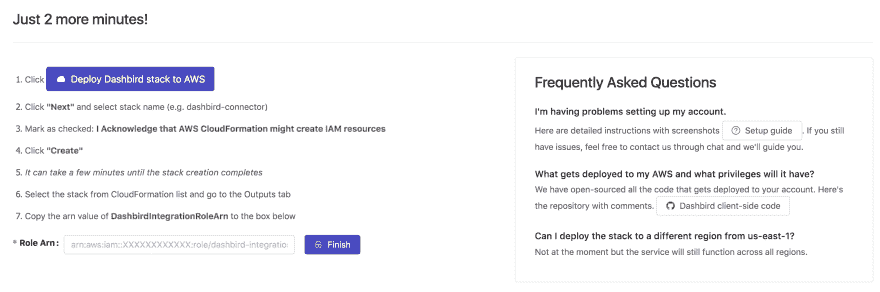 Just 2 more minutes!
1. Click Deploy Dashbird stack to AWS
2. Click "Next" and select stack name (e.g. dashbird-connector)
3. Mark as checked: I Acknowledge that AWS CloudFormation might create IAM resources
4. Click "Create"
5. It can take a few minutes until the stack creation completes
6. Select the stack from CloudFormation list and go to the Outputs tab
7. Copy the arn value of DashbirdIntegrationRoleArn to the box below
* Role Arn : arn:aws:iam::XXXXXXXXXXXX:role/dashbird-integration Finish
Frequently Asked Questions
I'm having problems setting up my account.
Here are detailed instructions with screenshots Setup guide . If you still
have issues, feel free to contact us through chat and we'll guide you.
What gets deployed to my AWS and what privileges will it have?
We have open-sourced all the code that gets deployed to your account. Here's
the repository with comments. Dashbird client-side code
Can I deploy the stack to a different region from us-east-1?
Not at the moment but the service will still function across all regions.